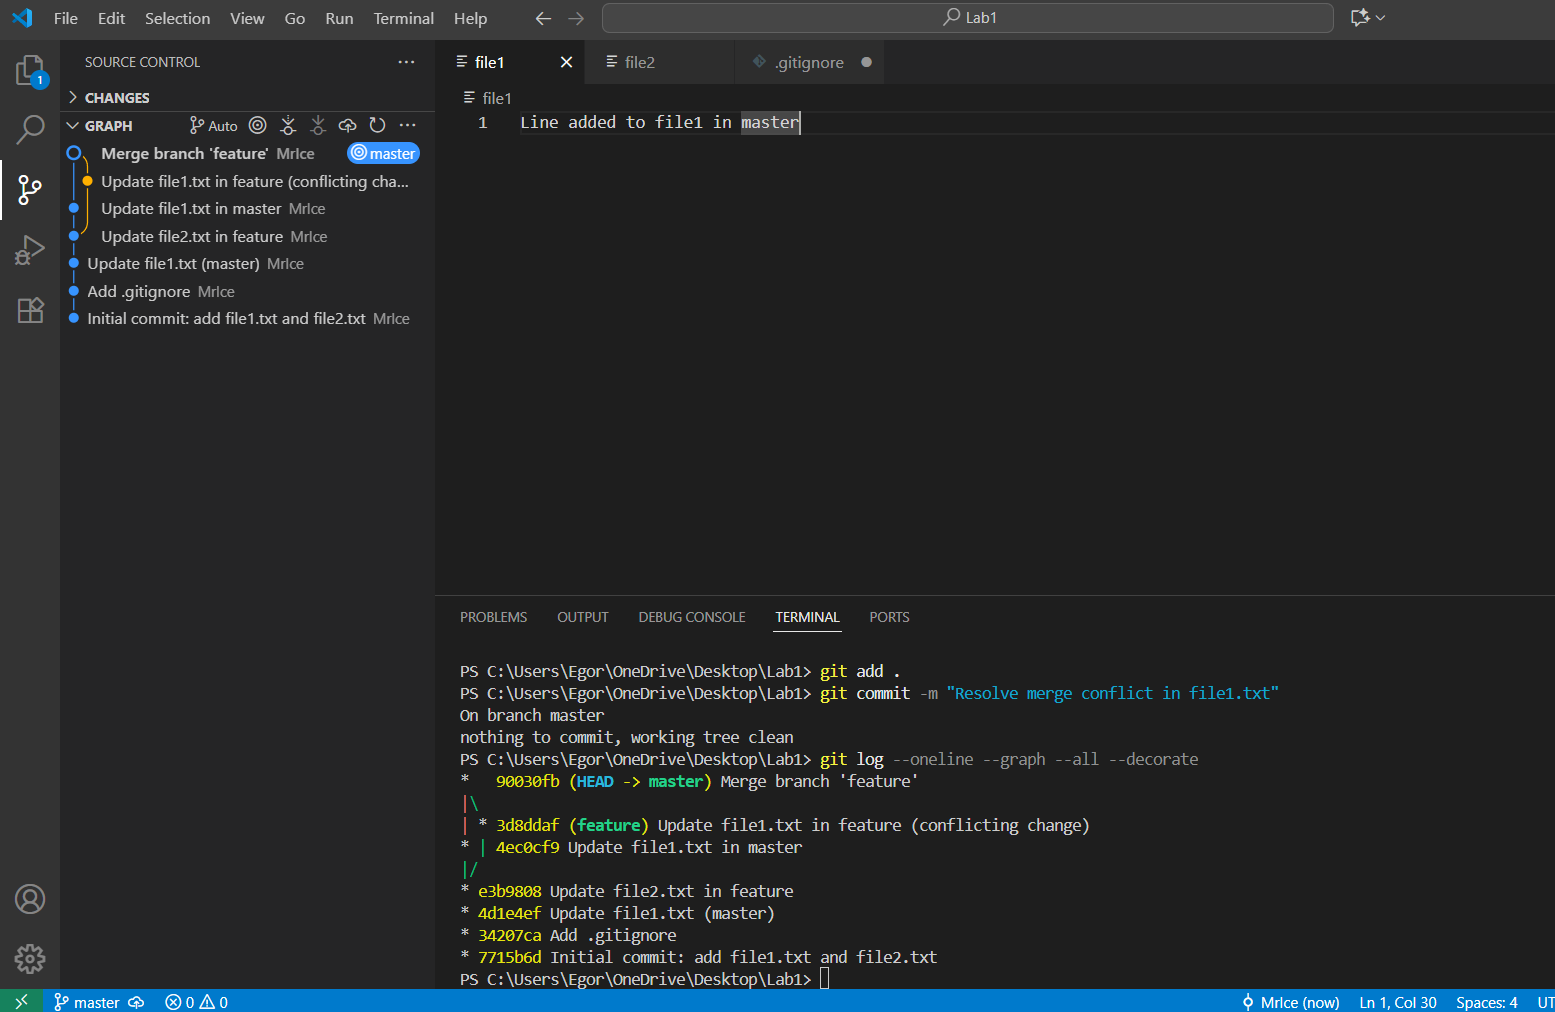 File Edit Selection View Go Run Terminal Help
Lab1
1
SOURCE CONTROL
CHANGES
GRAPH Auto
Merge branch 'feature' MrIce master
Update file1.txt in feature (conflicting cha...
Update file1.txt in master MrIce
Update file2.txt in feature MrIce
Update file1.txt (master) MrIce
Add .gitignore MrIce
Initial commit: add file1.txt and file2.txt MrIce
file1 file2 .gitignore
file1
1 Line added to file1 in master
PROBLEMS OUTPUT DEBUG CONSOLE TERMINAL PORTS
PS C:\Users\Egor\OneDrive\Desktop\Lab1> git add .
PS C:\Users\Egor\OneDrive\Desktop\Lab1> git commit -m "Resolve merge conflict in file1.txt"
On branch master
nothing to commit, working tree clean
PS C:\Users\Egor\OneDrive\Desktop\Lab1> git log --oneline --graph --all --decorate
*   90030fb (HEAD -> master) Merge branch 'feature'
|\
| * 3d8ddaf (feature) Update file1.txt in feature (conflicting change)
* | 4ec0cf9 Update file1.txt in master
|/
* e3b9808 Update file2.txt in feature
* 4d1e4ef Update file1.txt (master)
* 34207ca Add .gitignore
* 7715b6d Initial commit: add file1.txt and file2.txt
PS C:\Users\Egor\OneDrive\Desktop\Lab1>
master 0 0 MrIce (now) Ln 1, Col 30 Spaces: 4 UT